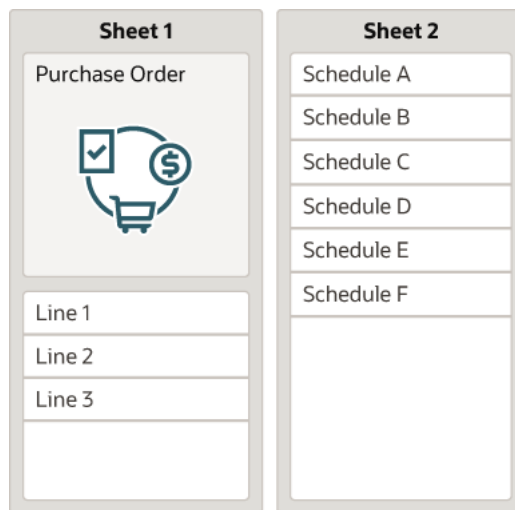 Sheet 1
Purchase Order
$
Line 1
Line 2
Line 3
Sheet 2
Schedule A
Schedule B
Schedule C
Schedule D
Schedule E
Schedule F